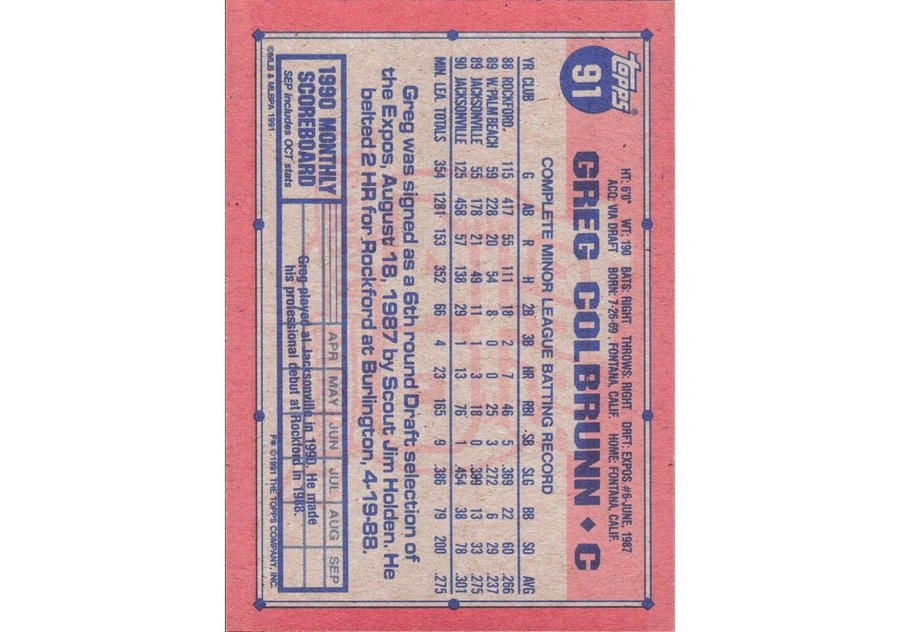 topps®
91
GREG COLBRUNN ♦ C
HT: 6'0" WT: 190 BATS: RIGHT THROWS: RIGHT DRFT: EXPOS #6-JUNE, 1987
ACQ: VIA DRAFT BORN: 7-26-69, FONTANA, CALIF. HOME: FONTANA, CALIF.
COMPLETE MINOR LEAGUE BATTING RECORD
YR CLUB G AB R H 2B 3B HR RBI SB SLG BB SO AVG
88 ROCKFORD, 115 417 55 111 18 2 7 46 5 .369 22 60 .266
89 W'PALM BEACH 59 228 20 54 8 0 0 25 3 .272 6 29 .237
89 JACKSONVILLE 55 178 21 49 11 1 3 18 0 .399 13 33 .275
90 JACKSONVILLE 125 458 57 138 29 1 13 76 1 .454 38 78 .301
MIN. LEA. TOTALS 354 1281 153 352 66 4 23 165 9 .386 79 200 .275
Greg was signed as a 6th round Draft selection of
the Expos, August 18, 1987 by Scout Jim Holden. He
belted 2 HR for Rockford at Burlington, 4-19-88.
1990 MONTHLY
SCOREBOARD
SEP includes OCT stats
APR MAY JUN JUL AUG SEP
Greg played at Jacksonville in 1990. He made
his professional debut at Rockford in 1988.
©MLB & MLBPA 1991
F* ©1991 THE TOPPS COMPANY, INC.